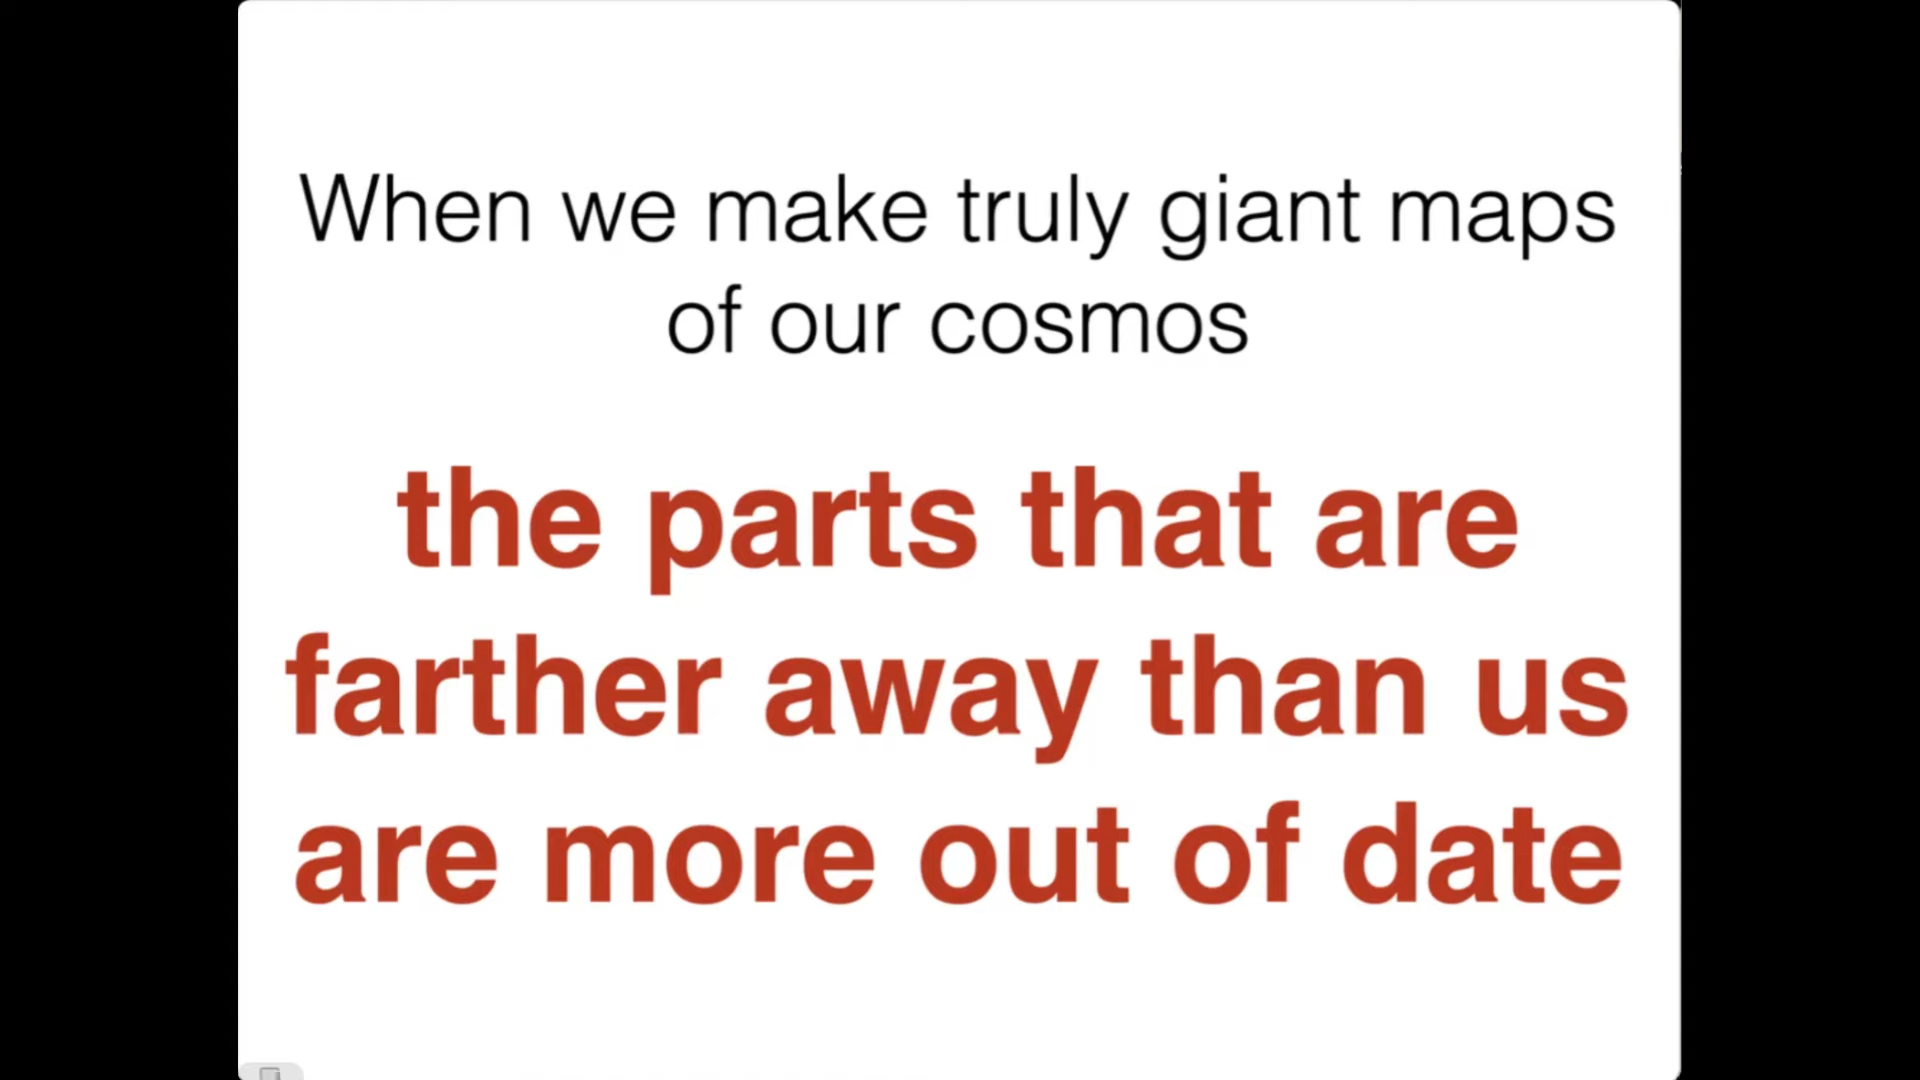 When we make truly giant maps
of our cosmos
the parts that are
farther away than us
are more out of date